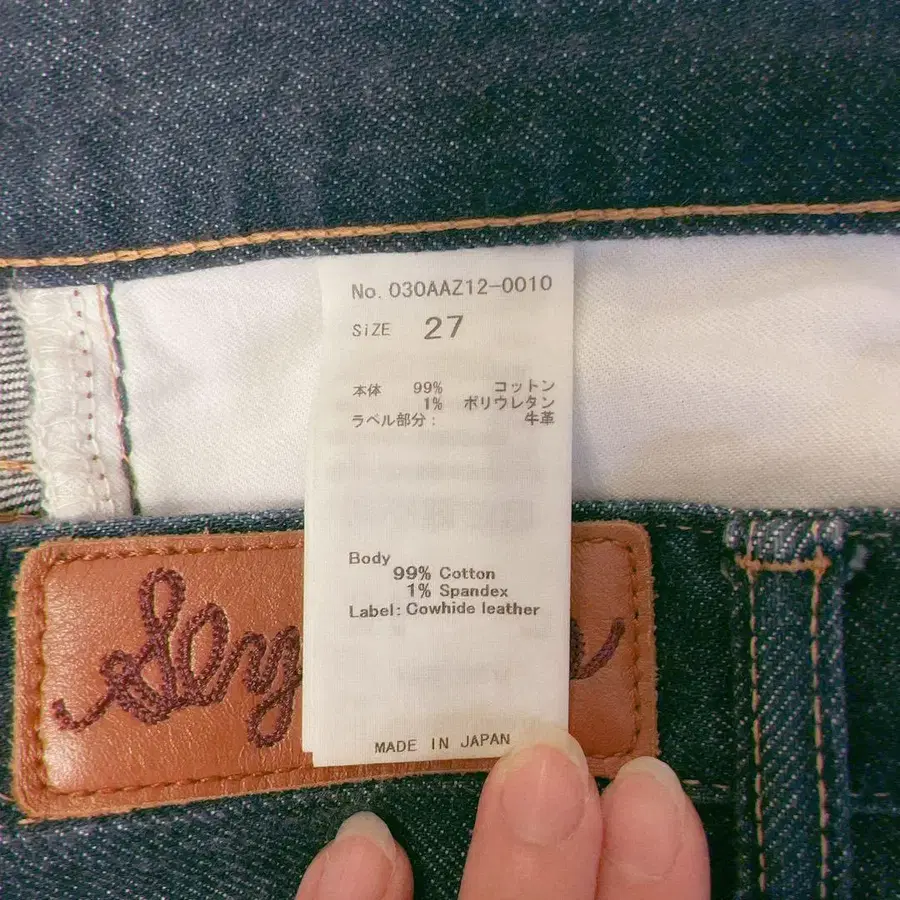 No. 030AAZ12-0010
SiZE 27
本体 99% コットン
1% ポリウレタン
ラベル部分: 牛革
Body
99% Cotton
1% Spandex
Label: Cowhide leather
Sly
MADE IN JAPAN